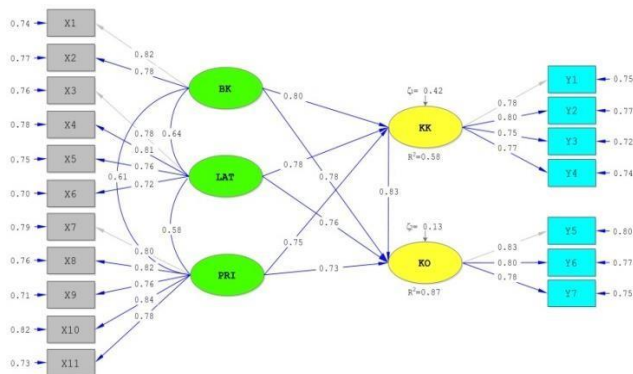 0.74 X1
0.77 X2
0.76 X3
0.78 X4
0.75 X5
0.70 X6
0.79 X7
0.76 X8
0.71 X9
0.82 X10
0.73 X11
0.82
0.78
0.78
0.81
0.76
0.72
0.80
0.82
0.76
0.84
0.78
0.61
0.64
0.58
BK
LAT
PRI
0.80
0.78
0.78
0.76
0.75
0.73
0.83
ζ= 0.42
KK
R²=0.58
ζ= 0.13
KO
R²=0.87
0.78
0.80
0.75
0.77
0.83
0.80
0.78
Y1 0.75
Y2 0.77
Y3 0.72
Y4 0.74
Y5 0.80
Y6 0.77
Y7 0.75